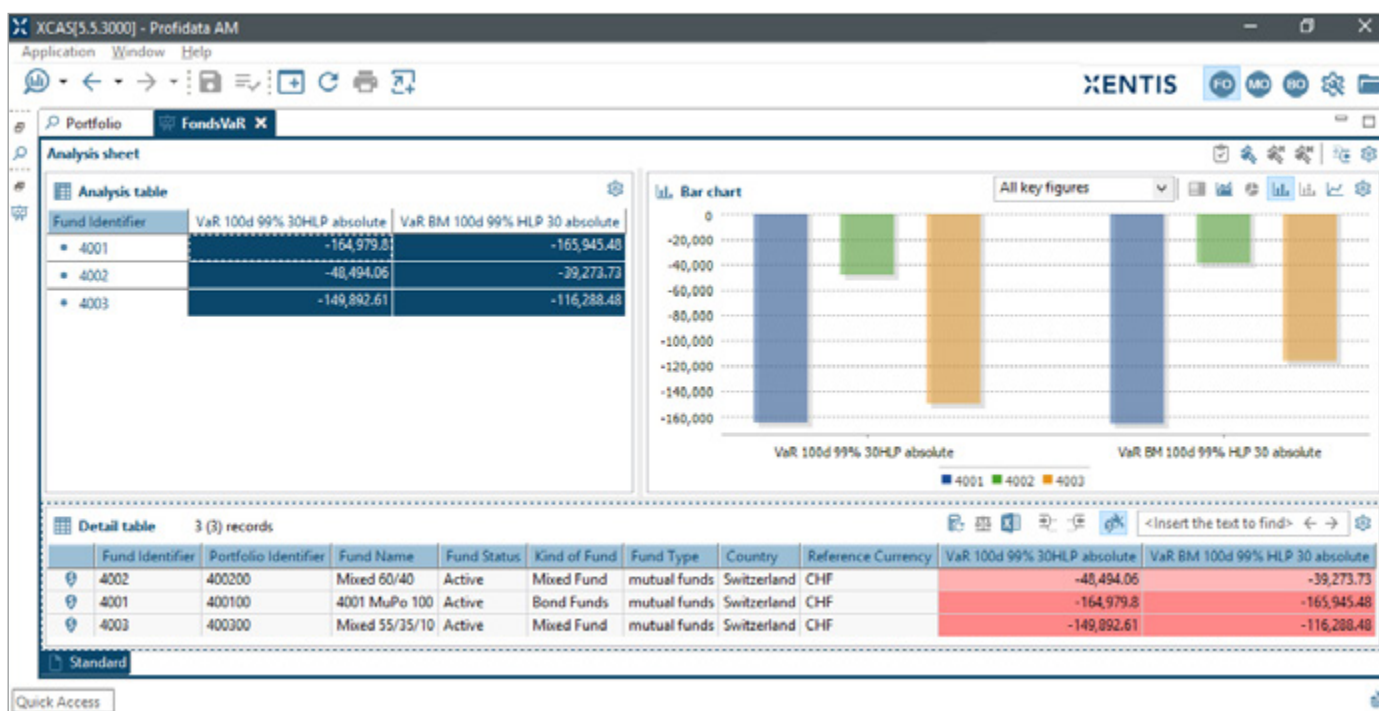 XCAS[5.5.3000] - Profidata AM
Application Window Help
XENTIS FO MO BO
Portfolio FondsVaR
Analysis sheet
Analysis table
Fund Identifier VaR 100d 99% 30HLP absolute VaR BM 100d 99% HLP 30 absolute
4001 -164,979.8 -165,945.48
4002 -48,494.06 -39,273.73
4003 -149,892.61 -116,288.48
Bar chart All key figures
0
-20,000
-40,000
-60,000
-80,000
-100,000
-120,000
-140,000
-160,000
VaR 100d 99% 30HLP absolute VaR BM 100d 99% HLP 30 absolute
4001 4002 4003
Detail table 3 (3) records <Insert the text to find>
Fund Identifier Portfolio Identifier Fund Name Fund Status Kind of Fund Fund Type Country Reference Currency VaR 100d 99% 30HLP absolute VaR BM 100d 99% HLP 30 absolute
4002 400200 Mixed 60/40 Active Mixed Fund mutual funds Switzerland CHF -48,494.06 -39,273.73
4001 400100 4001 MuPo 100 Active Bond Funds mutual funds Switzerland CHF -164,979.8 -165,945.48
4003 400300 Mixed 55/35/10 Active Mixed Fund mutual funds Switzerland CHF -149,892.61 -116,288.48
Standard
Quick Access